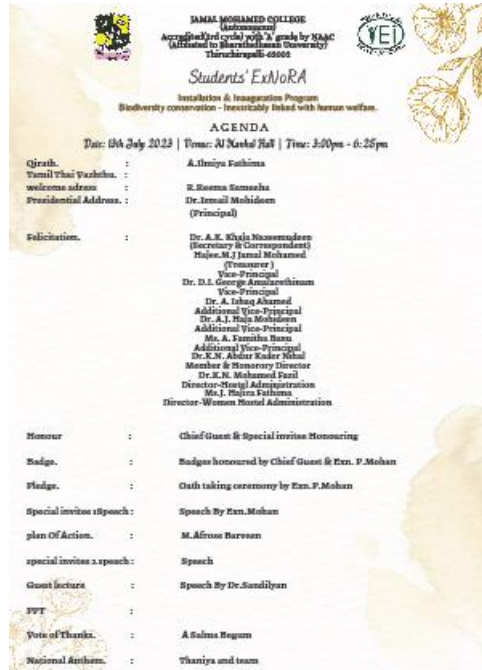 JAMAL MOHAMED COLLEGE
(Autonomous)
Accredited(3rd cycle) with 'A' grade by NAAC
(Affiliated to Bharathidhasan University)
Thiruchirapalli-62002
YEI
Students' ExNoRA
Installation & Inauguration Program
Biodiversity conservation - Inextricably linked with human welfare.
AGENDA
Date: 13th July 2023 | Venue: Al Hall | Time: 3:00pm - 6:25pm
Qirath. : A.Ilmiya Fathima
Tamil Thai Vazhthu. :
welcome adress : R.Reema Sameeha
Presidential Address. : Dr.Ismail Mohideen
(Principal)
Felicitation. : Dr. A.K. Khaja Nazeemudeen
(Secretary & Correspondent)
Hajee.M.J Jamal Mohamed
(Treasurer )
Vice-Principal
Dr. D.I. George Amalarethinam
Vice-Principal
Dr. A. Ishaq Ahamed
Additional Vice-Principal
Dr. A.J. Haja Mohideen
Additional Vice-Principal
Ms. A. Famitha Banu
Additional Vice-Principal
Dr.K.N. Abdur Kader Nihal
Member & Honorory Director
Dr.K.N. Mohamed Fazil
Director-Hostel Administration
Ms.J. Hajira Fathima
Director-Women Hostel Administration
Honour : Chief Guest & Special invitee Honouring
Badge. : Badges honoured by Chief Guest & Exn. P.Mohan
Pledge. : Oath taking ceremony by Exn.P.Mohan
Special invitee 1Speech : Speech By Exn.Mohan
plan Of Action. : M.Afrose Barveen
special invitee 2.speech : Speech
Guest lecture : Speech By Dr.Sandilyan
PPT :
Vote of Thanks. : A Salma Begum
National Anthem. : Thaniya and team